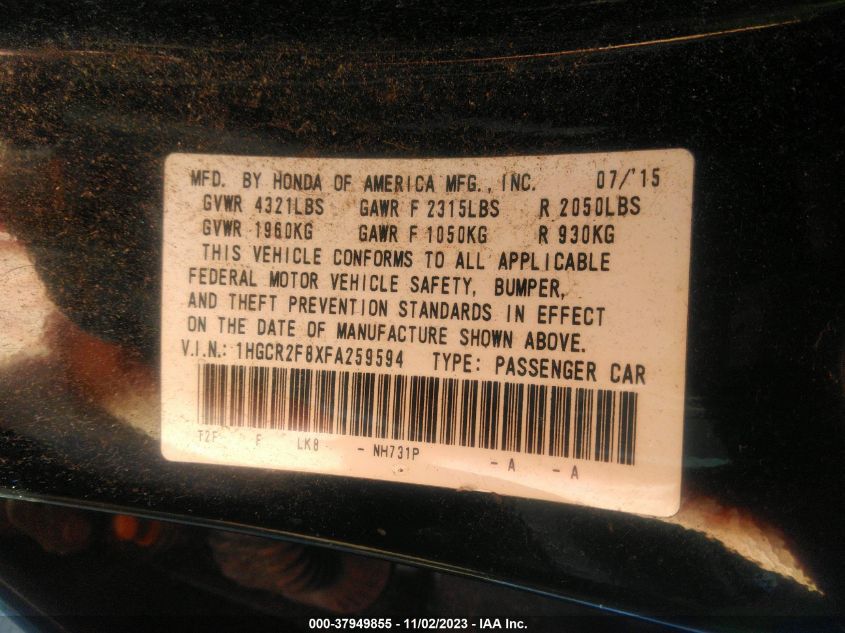 MFD. BY HONDA OF AMERICA MFG., INC. 07/'15
GVWR 4321LBS GAWR F 2315LBS R 2050LBS
GVWR 1960KG GAWR F 1050KG R 930KG
THIS VEHICLE CONFORMS TO ALL APPLICABLE
FEDERAL MOTOR VEHICLE SAFETY, BUMPER,
AND THEFT PREVENTION STANDARDS IN EFFECT
ON THE DATE OF MANUFACTURE SHOWN ABOVE.
V.I.N.: 1HGCR2F8XFA259594 TYPE: PASSENGER CAR
T2F F LK8 - NH731P - A - A
000-37949855 - 11/02/2023 - IAA Inc.